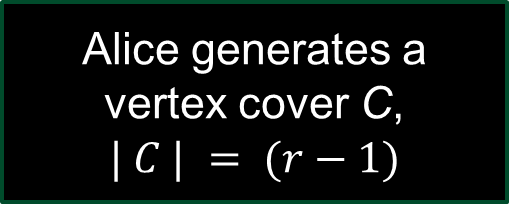 Alice generates a
vertex cover C,
| C | = (r − 1)